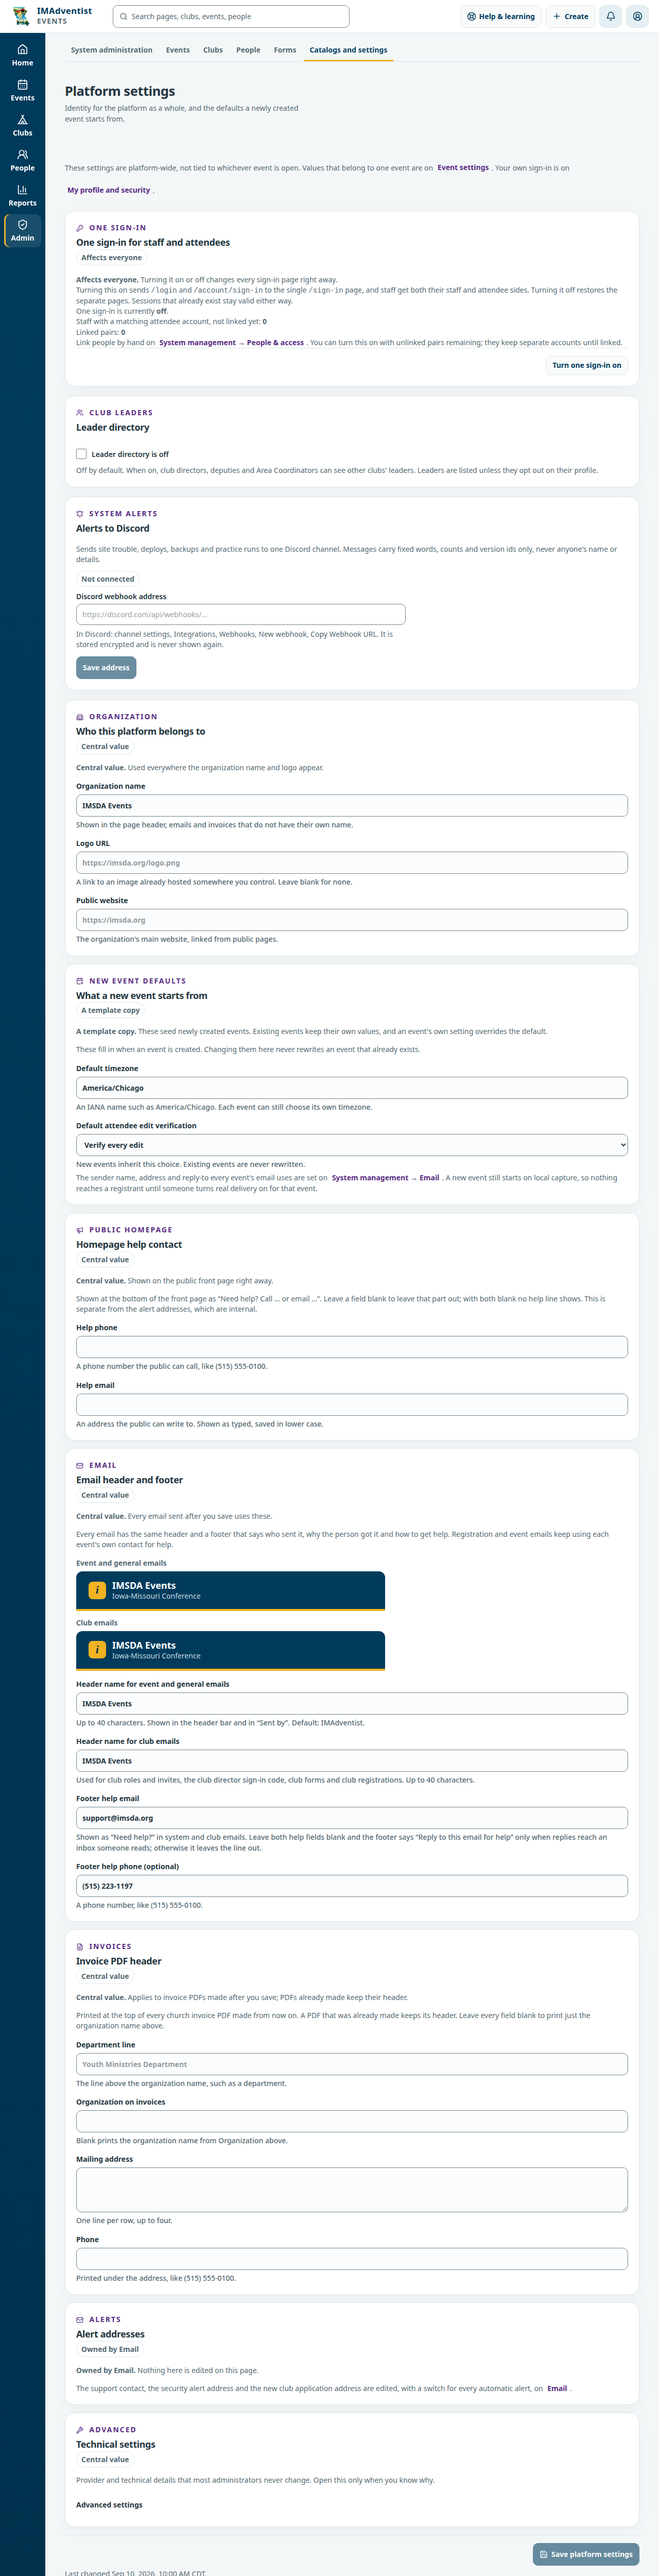 IMAdventist
EVENTS
Search pages, clubs, events, people
Help & learning
Create
Home
Events
Clubs
People
Reports
Admin
System administration
Events
Clubs
People
Forms
Catalogs and settings
Platform settings
Identity for the platform as a whole, and the defaults a newly created
event starts from.
These settings are platform-wide, not tied to whichever event is open. Values that belong to one event are on Event settings . Your own sign-in is on
My profile and security .
ONE SIGN-IN
One sign-in for staff and attendees
Affects everyone
Affects everyone. Turning it on or off changes every sign-in page right away.
Turning this on sends /login and /account/sign-in to the single /sign-in page, and staff get both their staff and attendee sides. Turning it off restores the
separate pages. Sessions that already exist stay valid either way.
One sign-in is currently off.
Staff with a matching attendee account, not linked yet: 0
Linked pairs: 0
Link people by hand on System management → People & access . You can turn this on with unlinked pairs remaining; they keep separate accounts until linked.
Turn one sign-in on
CLUB LEADERS
Leader directory
Leader directory is off
Off by default. When on, club directors, deputies and Area Coordinators can see other clubs' leaders. Leaders are listed unless they opt out on their profile.
SYSTEM ALERTS
Alerts to Discord
Sends site trouble, deploys, backups and practice runs to one Discord channel. Messages carry fixed words, counts and version ids only, never anyone's name or
details.
Not connected
Discord webhook address
https://discord.com/api/webhooks/...
In Discord: channel settings, Integrations, Webhooks, New webhook, Copy Webhook URL. It is
stored encrypted and is never shown again.
Save address
ORGANIZATION
Who this platform belongs to
Central value
Central value. Used everywhere the organization name and logo appear.
Organization name
IMSDA Events
Shown in the page header, emails and invoices that do not have their own name.
Logo URL
https://imsda.org/logo.png
A link to an image already hosted somewhere you control. Leave blank for none.
Public website
https://imsda.org
The organization's main website, linked from public pages.
NEW EVENT DEFAULTS
What a new event starts from
A template copy
A template copy. These seed newly created events. Existing events keep their own values, and an event's own setting overrides the default.
These fill in when an event is created. Changing them here never rewrites an event that already exists.
Default timezone
America/Chicago
An IANA name such as America/Chicago. Each event can still choose its own timezone.
Default attendee edit verification
Verify every edit
New events inherit this choice. Existing events are never rewritten.
The sender name, address and reply-to every event's email uses are set on System management → Email . A new event still starts on local capture, so nothing
reaches a registrant until someone turns real delivery on for that event.
PUBLIC HOMEPAGE
Homepage help contact
Central value
Central value. Shown on the public front page right away.
Shown at the bottom of the front page as “Need help? Call ... or email ...”. Leave a field blank to leave that part out; with both blank no help line shows. This is
separate from the alert addresses, which are internal.
Help phone
A phone number the public can call, like (515) 555-0100.
Help email
An address the public can write to. Shown as typed, saved in lower case.
EMAIL
Email header and footer
Central value
Central value. Every email sent after you save uses these.
Every email has the same header and a footer that says who sent it, why the person got it and how to get help. Registration and event emails keep using each
event's own contact for help.
Event and general emails
i
IMSDA Events
Iowa-Missouri Conference
Club emails
i
IMSDA Events
Iowa-Missouri Conference
Header name for event and general emails
IMSDA Events
Up to 40 characters. Shown in the header bar and in “Sent by”. Default: IMAdventist.
Header name for club emails
IMSDA Events
Used for club roles and invites, the club director sign-in code, club forms and club registrations. Up to 40 characters.
Footer help email
support@imsda.org
Shown as “Need help?” in system and club emails. Leave both help fields blank and the footer says “Reply to this email for help” only when replies reach an
inbox someone reads; otherwise it leaves the line out.
Footer help phone (optional)
(515) 223-1197
A phone number, like (515) 555-0100.
INVOICES
Invoice PDF header
Central value
Central value. Applies to invoice PDFs made after you save; PDFs already made keep their header.
Printed at the top of every church invoice PDF made from now on. A PDF that was already made keeps its header. Leave every field blank to print just the
organization name above.
Department line
Youth Ministries Department
The line above the organization name, such as a department.
Organization on invoices
Blank prints the organization name from Organization above.
Mailing address
One line per row, up to four.
Phone
Printed under the address, like (515) 555-0100.
ALERTS
Alert addresses
Owned by Email
Owned by Email. Nothing here is edited on this page.
The support contact, the security alert address and the new club application address are edited, with a switch for every automatic alert, on Email .
ADVANCED
Technical settings
Central value
Provider and technical details that most administrators never change. Open this only when you know why.
Advanced settings
Save platform settings
Last changed Sep 10, 2026, 10:00 AM CDT.